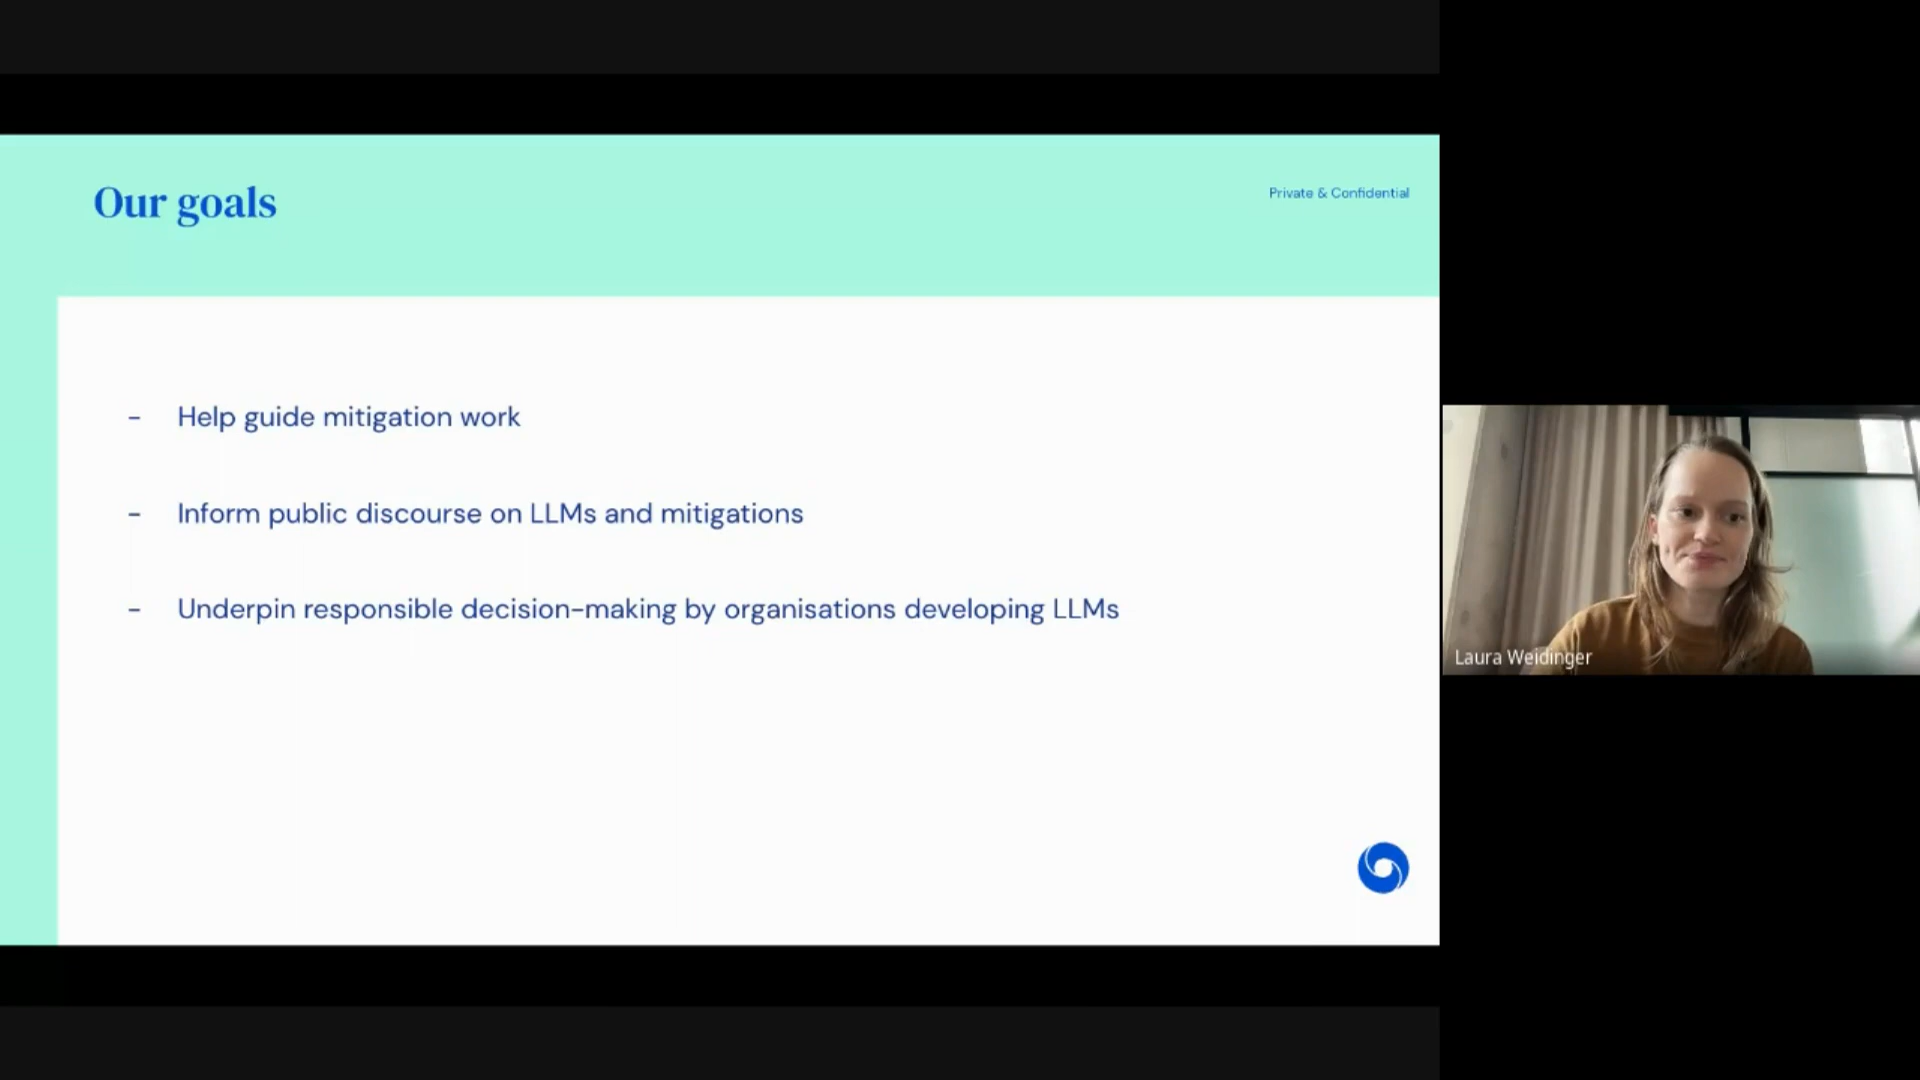 Our goals
Private & Confidential
- Help guide mitigation work
- Inform public discourse on LLMs and mitigations
- Underpin responsible decision-making by organisations developing LLMs
Laura Weidinger